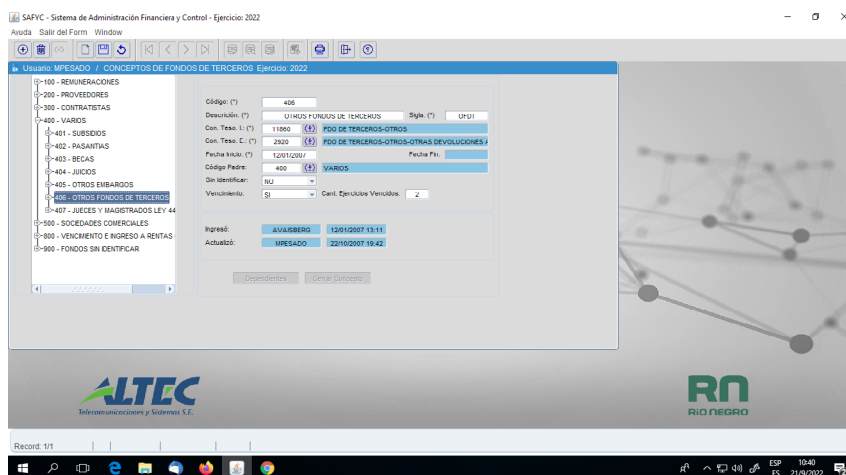 SAFYC - Sistema de Administración Financiera y Control - Ejercicio: 2022
Ayuda Salir del Form Window
Usuario: MPESADO / CONCEPTOS DE FONDOS DE TERCEROS Ejercicio: 2022
100 - REMUNERACIONES
200 - PROVEEDORES
300 - CONTRATISTAS
400 - VARIOS
401 - SUBSIDIOS
402 - PASANTIAS
403 - BECAS
404 - JUICIOS
405 - OTROS EMBARGOS
406 - OTROS FONDOS DE TERCEROS
407 - JUECES Y MAGISTRADOS LEY 44
500 - SOCIEDADES COMERCIALES
800 - VENCIMIENTO E INGRESO A RENTAS
900 - FONDOS SIN IDENTIFICAR
Código: (*) 406
Descrición: (*) OTROS FONDOS DE TERCEROS Sigla: (*) OFDT
Con. Teso. I.: (*) 11860 FDO DE TERCEROS-OTROS
Con. Teso. E.: (*) 2920 FDO DE TERCEROS-OTROS-OTRAS DEVOLUCIONES A
Fecha Inicio: (*) 12/01/2007 Fecha Fin:
Código Padre: 400 VARIOS
Sin Identificar: NO
Vencimiento: SI Cant. Ejercicios Vencidos: 2
Ingresó: AVAISBERG 12/01/2007 13:11
Actualizó: MPESADO 22/10/2007 19:42
Dependientes Cerrar Concepto
ALTEC
Telecomunicaciones y Sistemas S.E.
RN
RÍO NEGRO
Record: 1/1
ESP 10:40
ES 21/9/2022